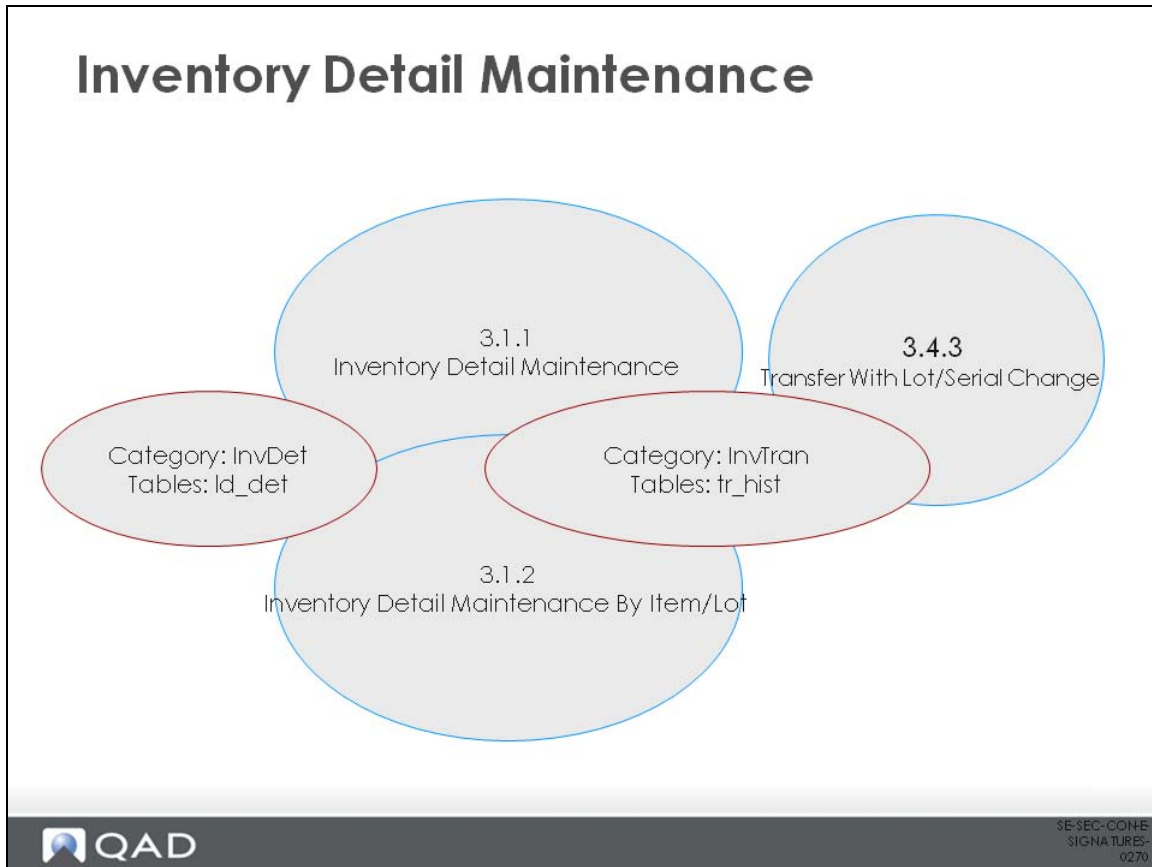 Inventory Detail Maintenance
3.1.1
Inventory Detail Maintenance
3.4.3
Transfer With Lot/Serial Change
Category: InvDet
Tables: ld_det
Category: InvTran
Tables: tr_hist
3.1.2
Inventory Detail Maintenance By Item/Lot
QAD
SE-SEC-CON-E-
SIGNATURES-
0270